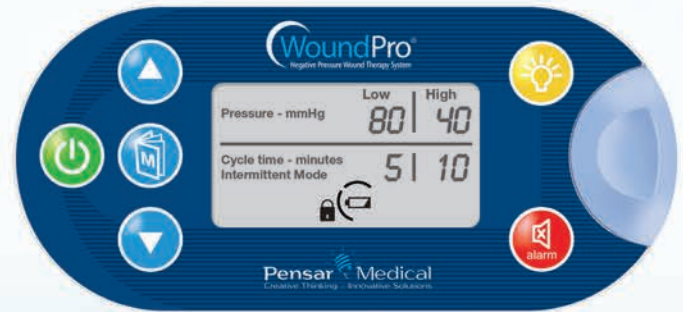 WoundPro®
Negative Pressure Wound Therapy System
Low High
Pressure - mmHg 80 40
Cycle time - minutes 5 10
Intermittent Mode
M
alarm
Pensar Medical
Creative Thinking - Innovative Solutions